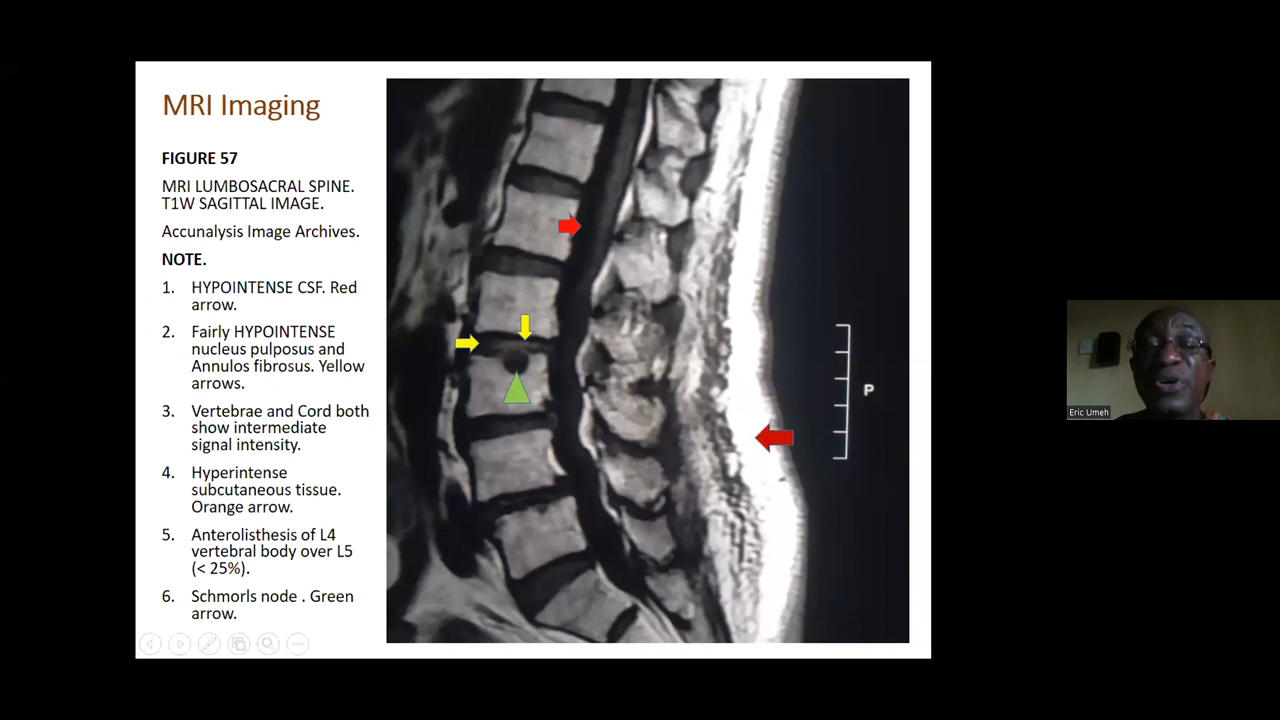 MRI Imaging
FIGURE 57
MRI LUMBOSACRAL SPINE.
T1W SAGITTAL IMAGE.
Accunalysis Image Archives.
NOTE.
1. HYPOINTENSE CSF. Red
arrow.
2. Fairly HYPOINTENSE
nucleus pulposus and
Annulos fibrosus. Yellow
arrows.
3. Vertebrae and Cord both
show intermediate
signal intensity.
4. Hyperintense
subcutaneous tissue.
Orange arrow.
5. Anterolisthesis of L4
vertebral body over L5
(< 25%).
6. Schmorls node . Green
arrow.
P
Eric Umeh